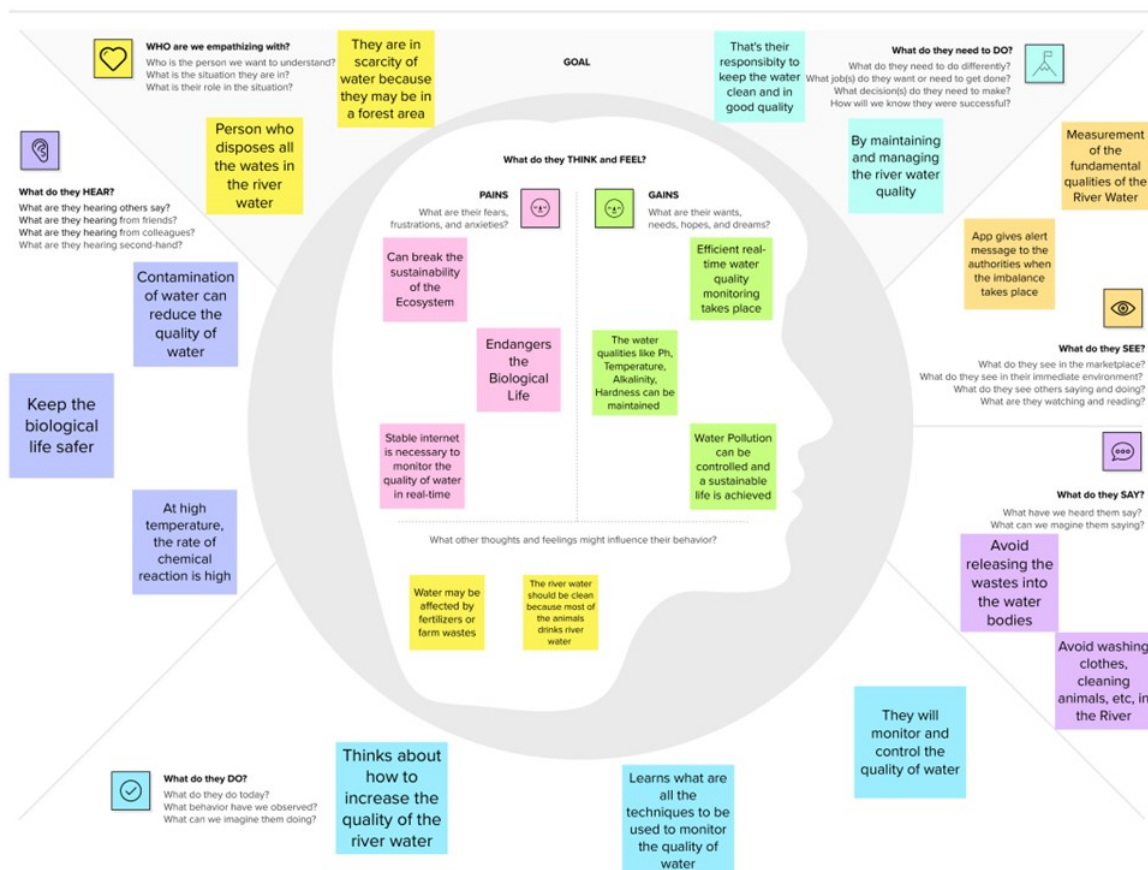 WHO are we empathizing with?
Who is the person we want to understand?
What is the situation they are in?
What is their role in the situation?
They are in
scarcity of
water because
they may be in
a forest area
Person who
disposes all
the wates in
the river
water
GOAL
That's their
responsibity to
keep the water
clean and in
good quality
What do they need to DO?
What do they need to do differently?
What job(s) do they want or need to get done?
What decision(s) do they need to make?
How will we know they were successful?
By maintaining
and managing
the river water
quality
Measurement
of the
fundamental
qualities of the
River Water
App gives alert
message to the
authorities when
the imbalance
takes place
What do they SEE?
What do they see in the marketplace?
What do they see in their immediate environment?
What do they see others saying and doing?
What are they watching and reading?
What do they HEAR?
What are they hearing others say?
What are they hearing from friends?
What are they hearing from colleagues?
What are they hearing second-hand?
Contamination
of water can
reduce the
quality of
water
Keep the
biological
life safer
At high
temperature,
the rate of
chemical
reaction is high
What do they THINK and FEEL?
PAINS
What are their fears,
frustrations, and anxieties?
Can break the
sustainability
of the
Ecosystem
Endangers
the
Biological
Life
Stable internet
is necessary to
monitor the
quality of water
in real-time
GAINS
What are their wants,
needs, hopes, and dreams?
Efficient real-
time water
quality
monitoring
takes place
The water
qualities like Ph,
Temperature,
Alkalinity,
Hardness can be
maintained
Water Pollution
can be
controlled and
a sustainable
life is achieved
What other thoughts and feelings might influence their behavior?
Water may be
affected by
fertilizers or
farm wastes
The river water
should be clean
because most of
the animals
drinks river
water
What do they SAY?
What have we heard them say?
What can we magine them saying?
Avoid
releasing the
wastes into
the water
bodies
Avoid washing
clothes,
cleaning
animals, etc, in
the River
What do they DO?
What do they do today?
What behavior have we observed?
What can we imagine them doing?
Thinks about
how to
increase the
quality of the
river water
Learns what are
all the
techniques to be
used to monitor
the quality of
water
They will
monitor and
control the
quality of water